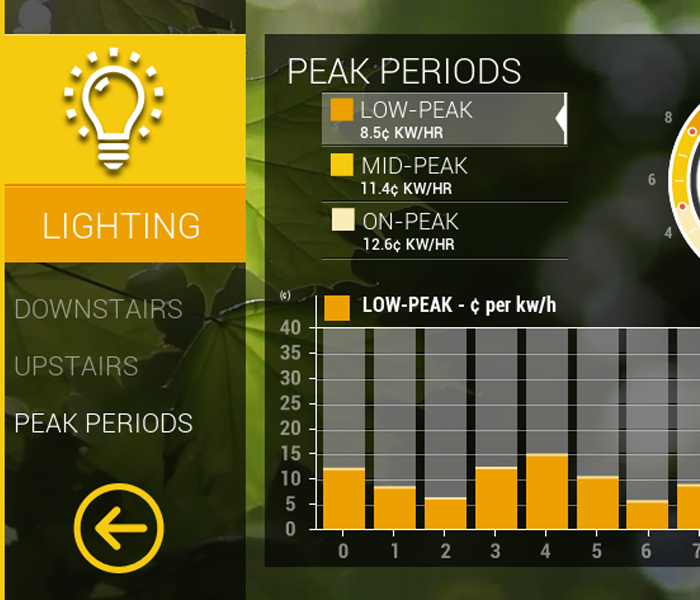 LIGHTING
DOWNSTAIRS
UPSTAIRS
PEAK PERIODS
PEAK PERIODS
LOW-PEAK
8.5¢ KW/HR
MID-PEAK
11.4¢ KW/HR
ON-PEAK
12.6¢ KW/HR
8
6
4
(¢)
LOW-PEAK - ¢ per kw/h
40
35
30
25
20
15
10
5
0
0 1 2 3 4 5 6 7